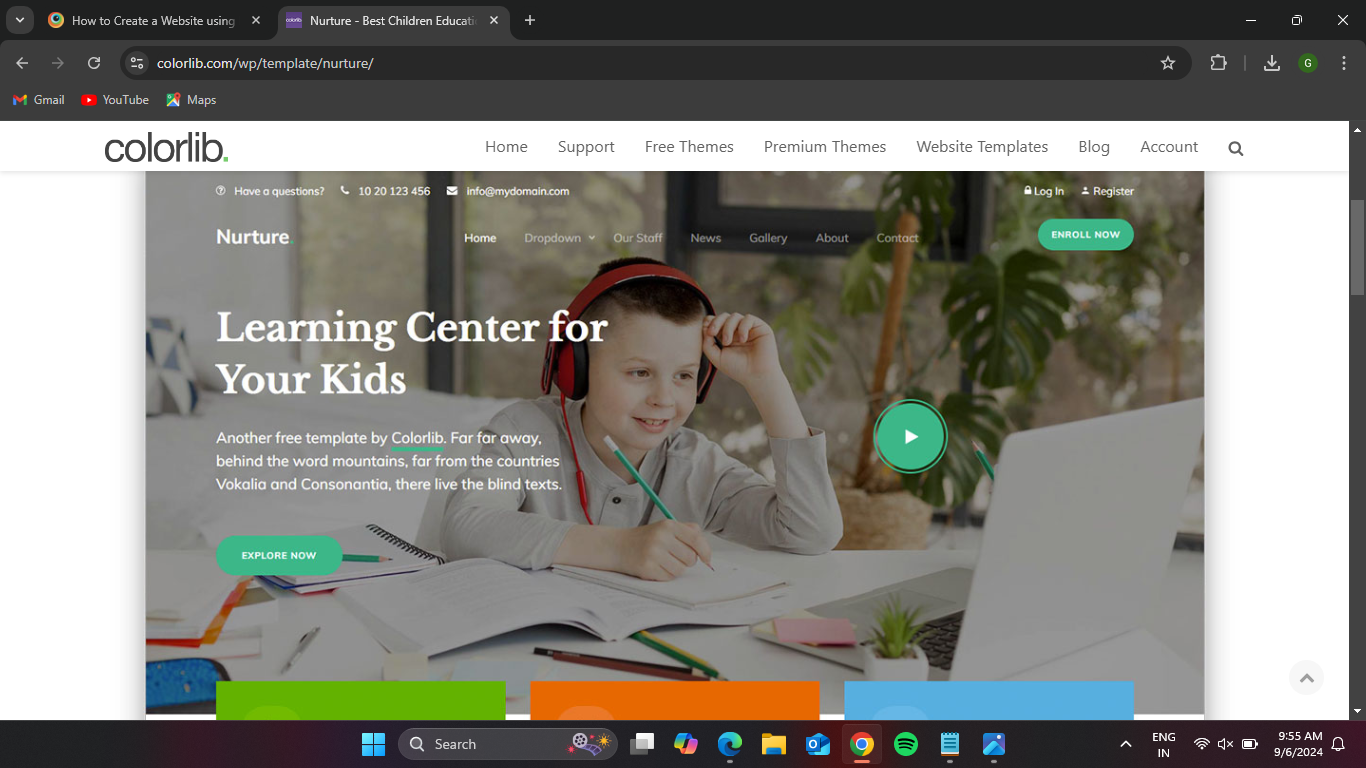 How to Create a Website using
colorlib
Nurture - Best Children Educati
colorlib.com/wp/template/nurture/
G
Gmail
YouTube
Maps
colorlib.
Home
Support
Free Themes
Premium Themes
Website Templates
Blog
Account
Have a questions?
10 20 123 456
info@mydomain.com
Log In
Register
Nurture.
Home
Dropdown
Our Staff
News
Gallery
About
Contact
ENROLL NOW
Learning Center for
Your Kids
Another free template by Colorlib. Far far away,
behind the word mountains, far from the countries
Vokalia and Consonantia, there live the blind texts.
EXPLORE NOW
Search
ENG
IN
9:55 AM
9/6/2024